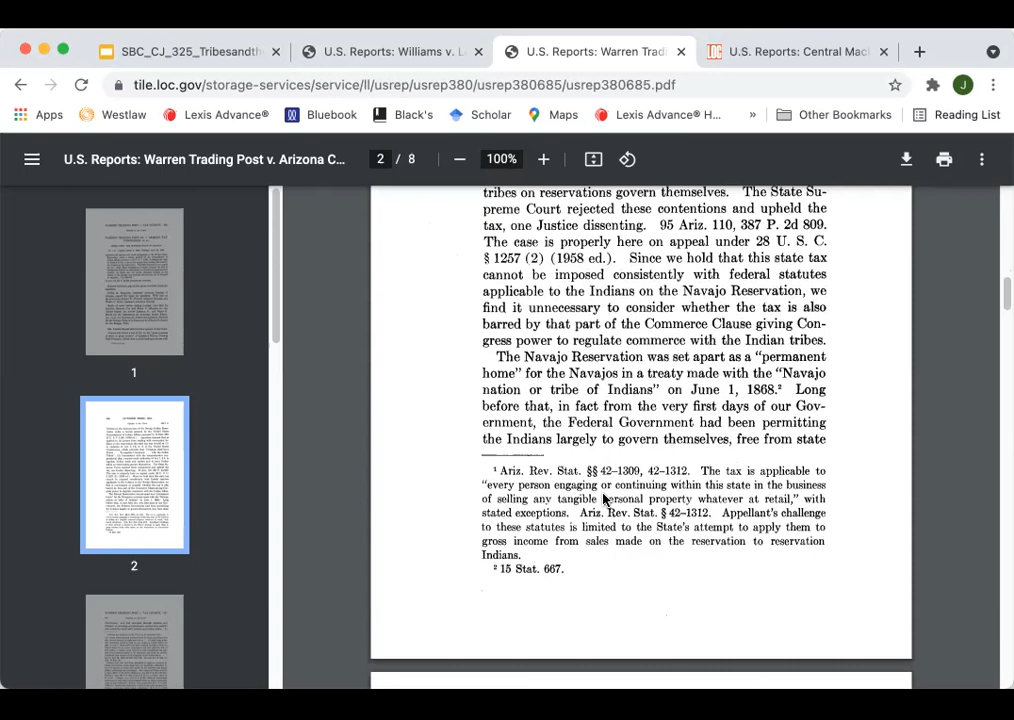 SBC_CJ_325_Tribesandth
U.S. Reports: Williams v. L
U.S. Reports: Warren Tradi
LOC
U.S. Reports: Central Mac
tile.loc.gov/storage-services/service/ll/usrep/usrep380/usrep380685/usrep380685.pdf
J
Apps
Westlaw
Lexis Advance®
Bluebook
Black's
Scholar
Maps
Lexis Advance® H...
»
Other Bookmarks
Reading List
U.S. Reports: Warren Trading Post v. Arizona C...
2 / 8
100%
tribes on reservations govern themselves. The State Su-
preme Court rejected these contentions and upheld the
tax, one Justice dissenting. 95 Ariz. 110, 387 P. 2d 809.
The case is properly here on appeal under 28 U. S. C.
§ 1257 (2) (1958 ed.). Since we hold that this state tax
cannot be imposed consistently with federal statutes
applicable to the Indians on the Navajo Reservation, we
find it unnecessary to consider whether the tax is also
barred by that part of the Commerce Clause giving Con-
gress power to regulate commerce with the Indian tribes.
The Navajo Reservation was set apart as a "permanent
home" for the Navajos in a treaty made with the "Navajo
nation or tribe of Indians" on June 1, 1868.² Long
before that, in fact from the very first days of our Gov-
ernment, the Federal Government had been permitting
the Indians largely to govern themselves, free from state
¹ Ariz. Rev. Stat. §§ 42–1309, 42–1312. The tax is applicable to
"every person engaging or continuing within this state in the business
of selling any tangible personal property whatever at retail," with
stated exceptions. Ariz. Rev. Stat. § 42–1312. Appellant's challenge
to these statutes is limited to the State's attempt to apply them to
gross income from sales made on the reservation to reservation
Indians.
² 15 Stat. 667.
1
2